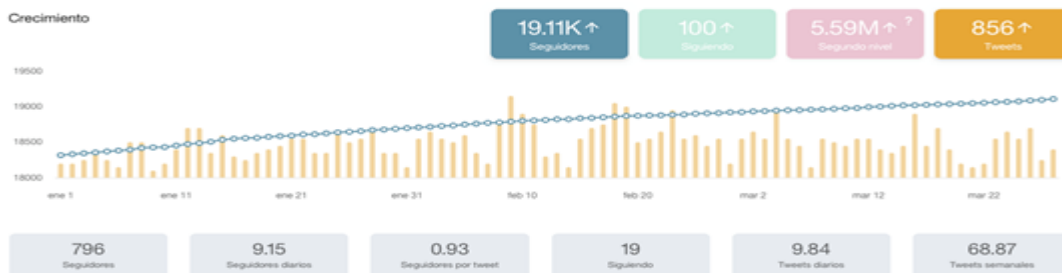 Crecimiento
19.11K↑
Seguidores
100↑
Siguiendo
5.59M↑ ?
Segundo nivel
856↑
Tweets
19500
19000
18500
18000
ene 1 ene 11 ene 21 ene 31 feb 10 feb 20 mar 2 mar 12 mar 22
796
Seguidores
9.15
Seguidores diarios
0.93
Seguidores por tweet
19
Siguiendo
9.84
Tweets diarios
68.87
Tweets semanales